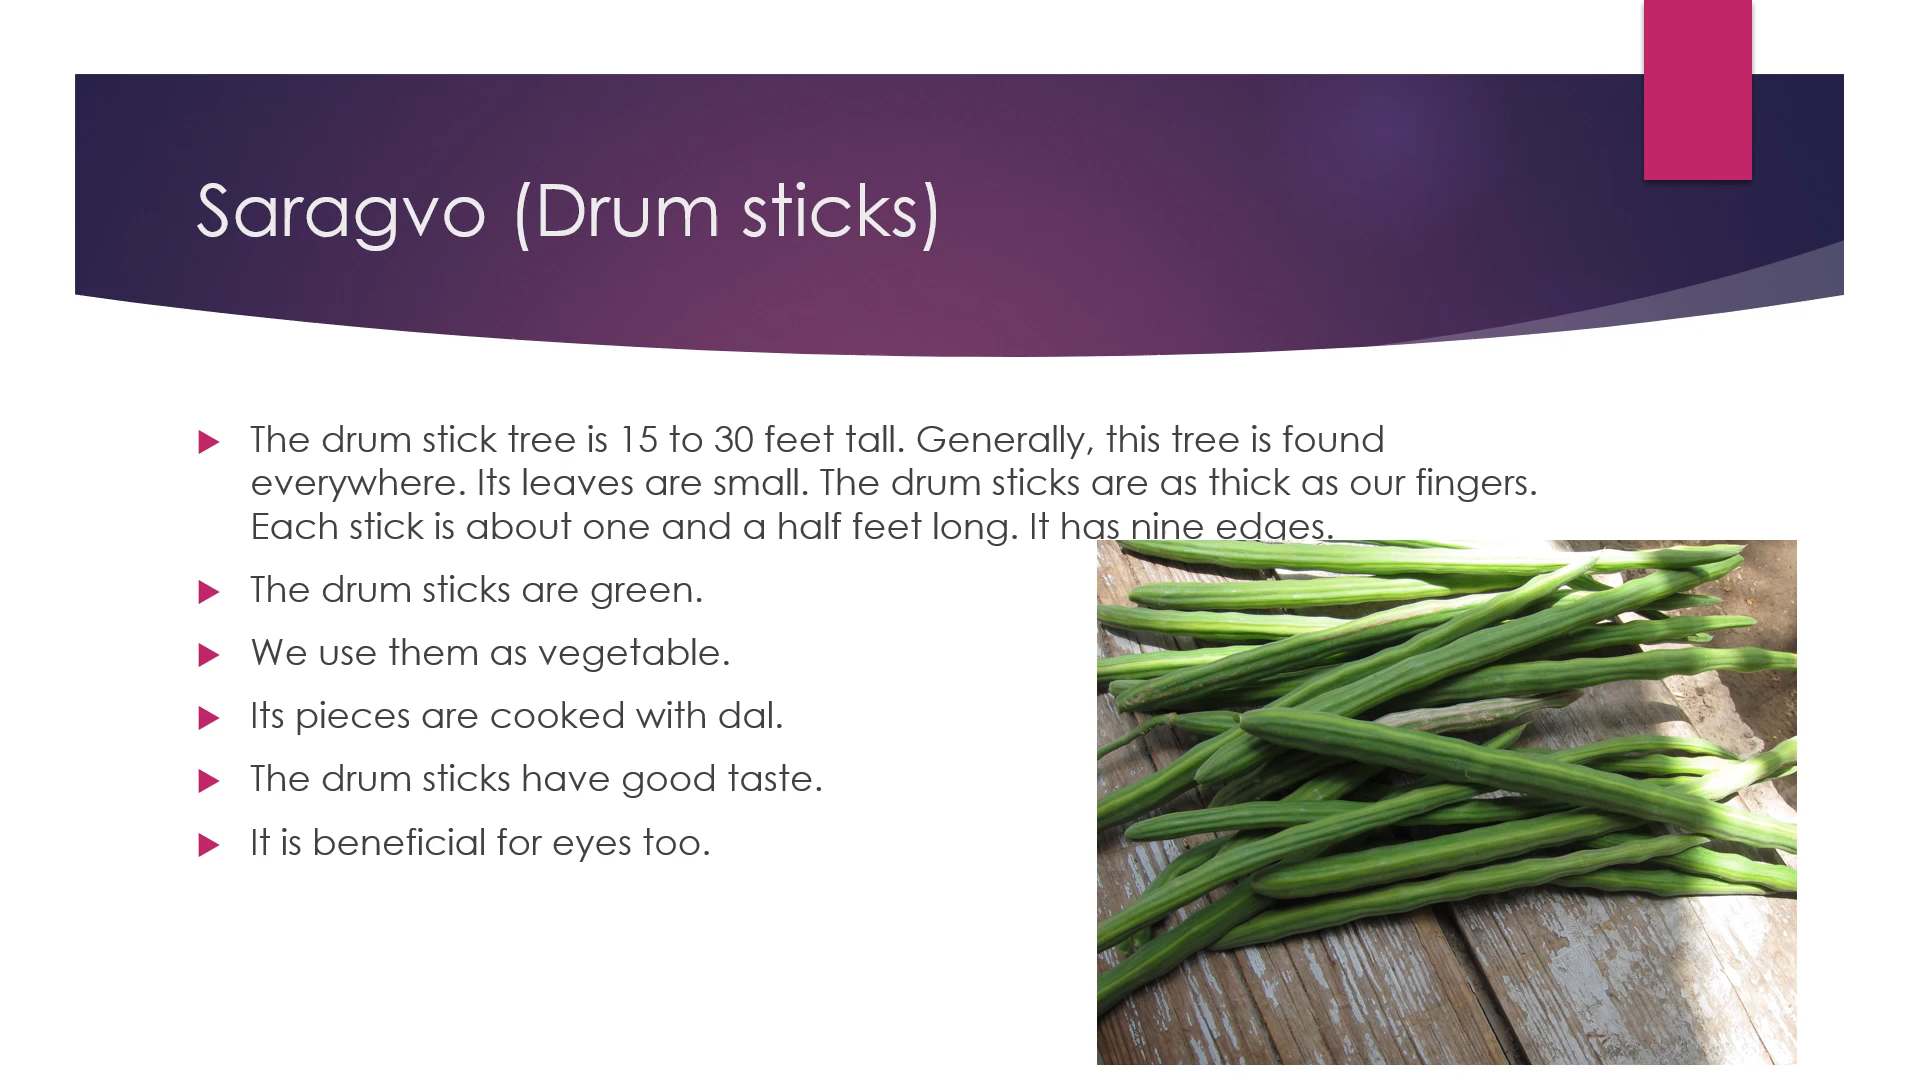 Saragvo (Drum sticks)
The drum stick tree is 15 to 30 feet tall. Generally, this tree is found
everywhere. Its leaves are small. The drum sticks are as thick as our fingers.
Each stick is about one and a half feet long. It has nine edges.
The drum sticks are green.
We use them as vegetable.
Its pieces are cooked with dal.
The drum sticks have good taste.
It is beneficial for eyes too.